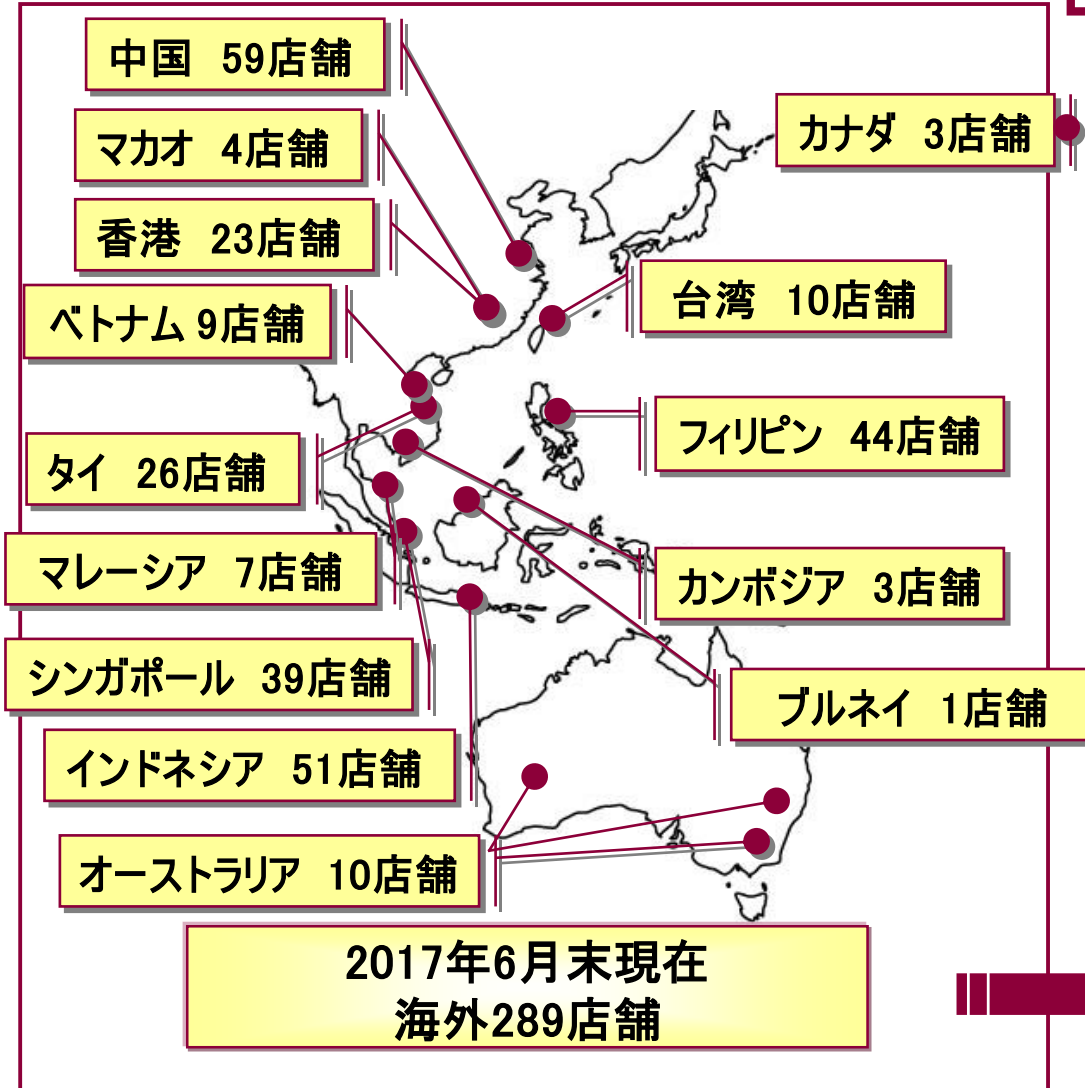 中国　59店舗
マカオ　4店舗
カナダ　3店舗
香港　23店舗
台湾　10店舗
ベトナム 9店舗
フィリピン　44店舗
タイ　26店舗
マレーシア　7店舗
カンボジア　3店舗
シンガポール　39店舗
ブルネイ　1店舗
インドネシア　51店舗
オーストラリア　10店舗
2017年6月末現在
海外289店舗